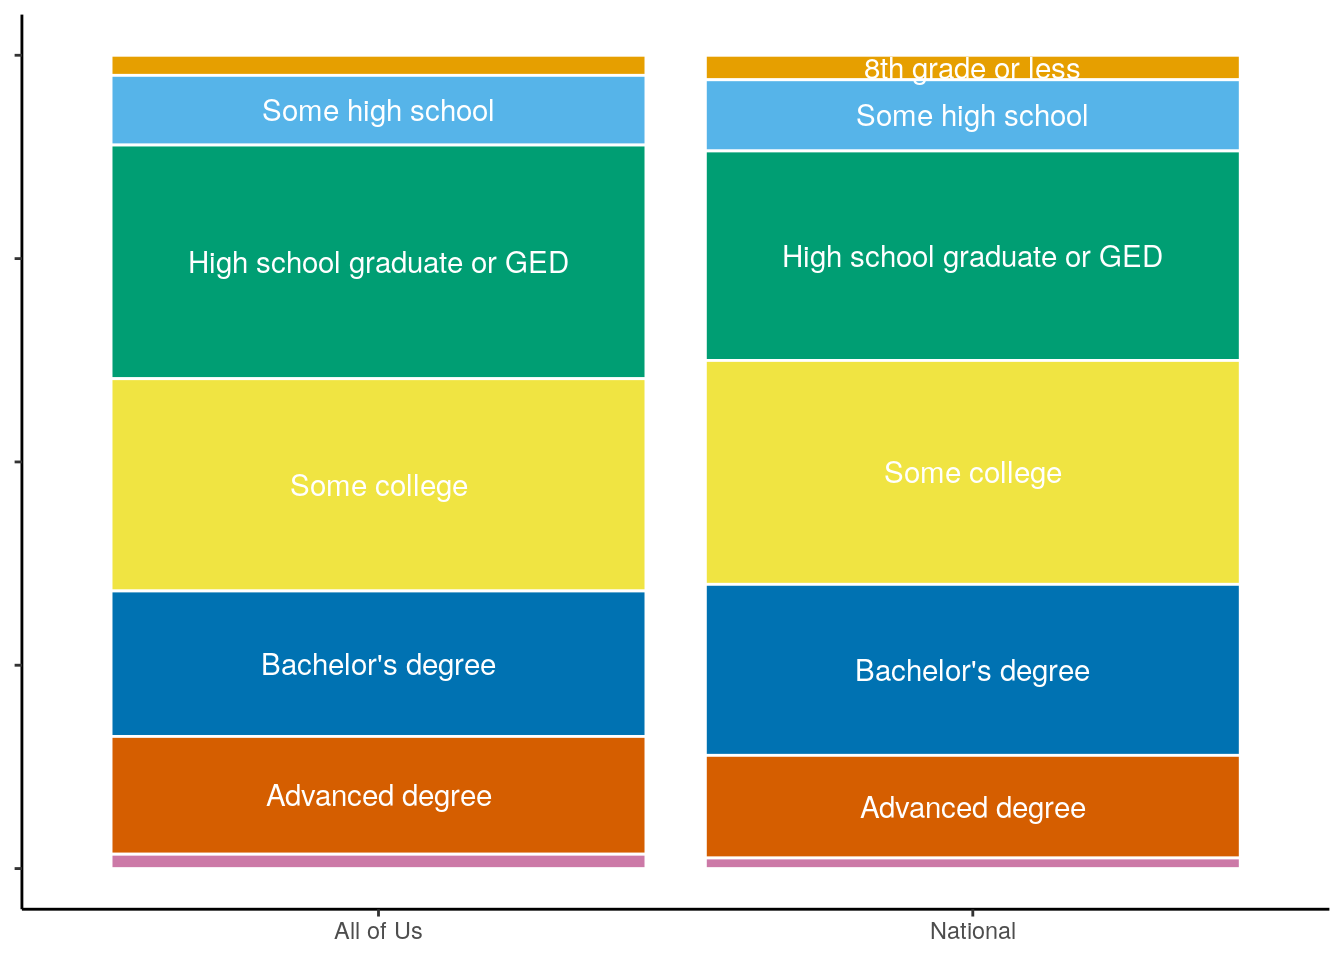 8th grade or less
Some high school
Some high school
High school graduate or GED
High school graduate or GED
Some college
Some college
Bachelor's degree
Bachelor's degree
Advanced degree
Advanced degree
All of Us
National